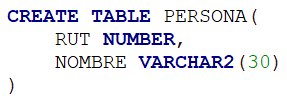 CREATE TABLE PERSONA(
    RUT NUMBER,
    NOMBRE VARCHAR2(30)
)